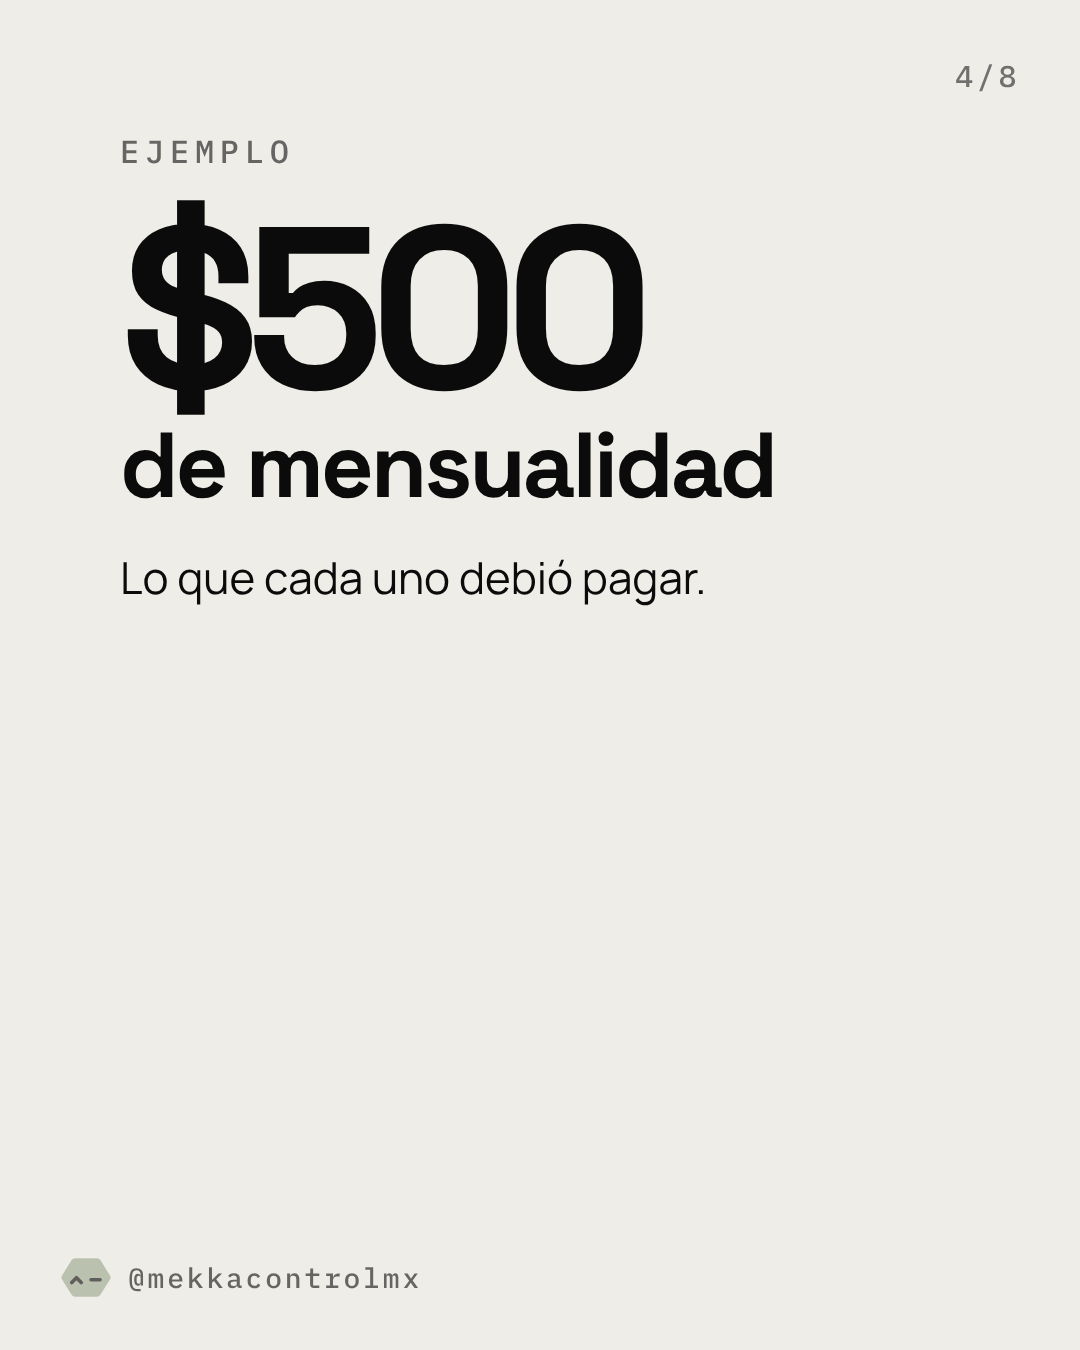 4/8
EJEMPLO
$500
de mensualidad
Lo que cada uno debió pagar.
@mekkacontrolmx